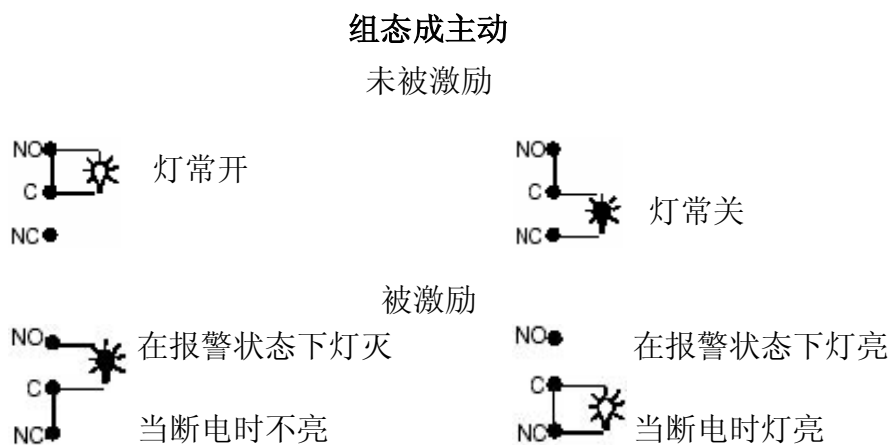 组态成主动
未被激励
NO
C
NC
灯常开
NO
C
NC
灯常关
被激励
NO
C
NC
在报警状态下灯灭
当断电时不亮
NO
C
NC
在报警状态下灯亮
当断电时灯亮